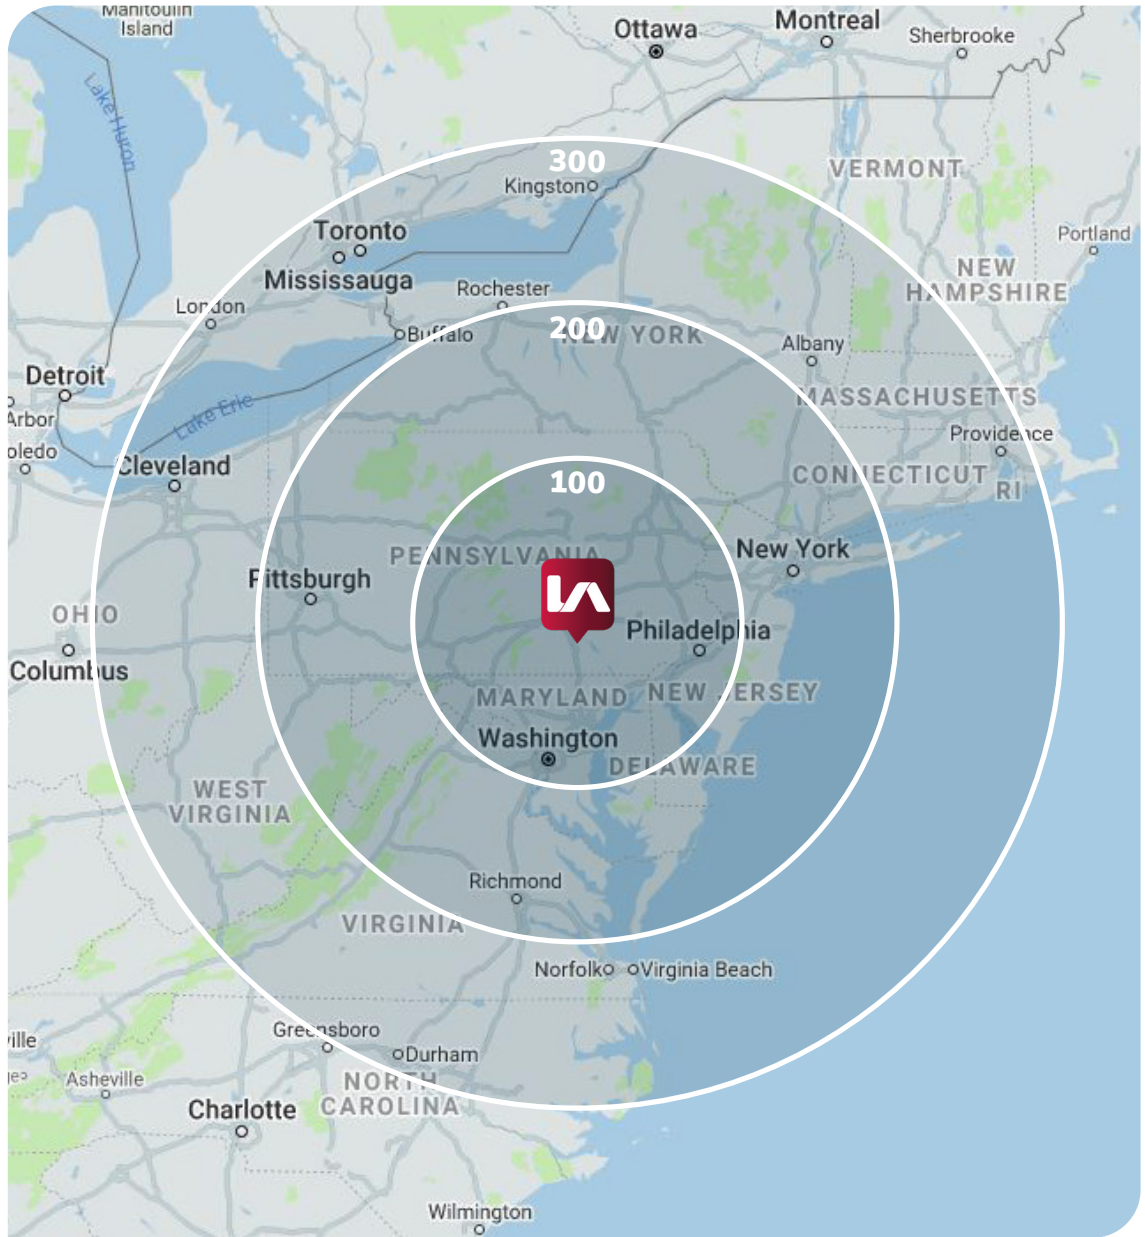 Manitoulin
Island
Ottawa
Montreal
Sherbrooke
Lake Huron
300
Kingston
VERMONT
Toronto
Mississauga
Portland
London
Rochester
NEW
HAMPSHIRE
200
Buffalo
NEW YORK
Albany
Detroit
Arbor
Lake Erie
MASSACHUSETTS
oledo
Cleveland
Providence
100
CONNECTICUT
RI
PENNSYLVANIA
New York
Pittsburgh
OHIO
Philadelphia
Columbus
MARYLAND
NEW JERSEY
Washington
DELAWARE
WEST
VIRGINIA
Richmond
VIRGINIA
Norfolk
Virginia Beach
Greensboro
ville
Durham
Asheville
NORTH
CAROLINA
Charlotte
Wilmington